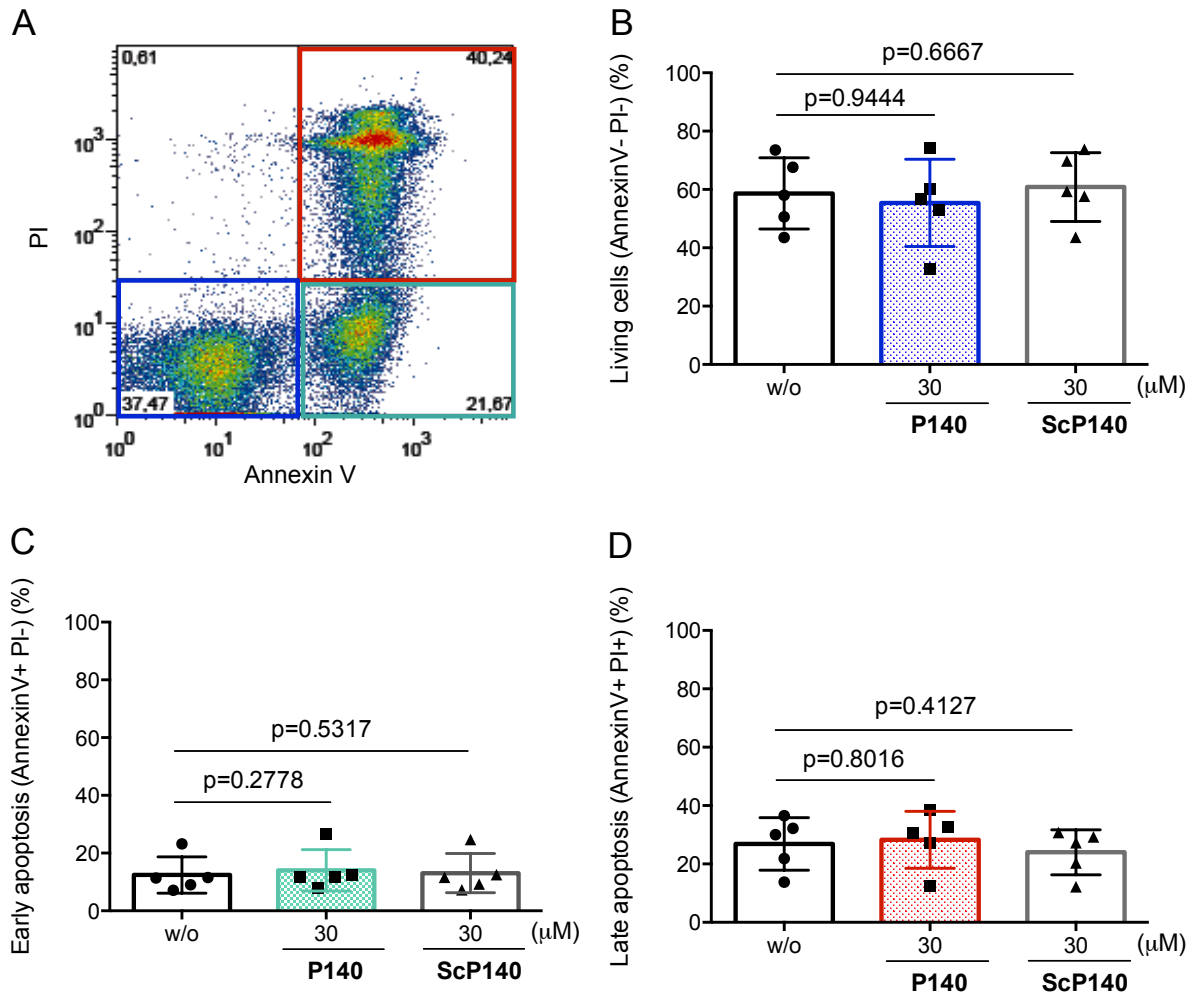 A
0,61
40,24
10³
10²
10¹
10⁰
37,47
21,67
10⁰
10¹
10²
10³
PI
Annexin V
B
Living cells (AnnexinV- PI-) (%)
p=0.6667
p=0.9444
100
80
60
40
20
0
w/o
30
30
(μM)
P140
ScP140
C
Early apoptosis (AnnexinV+ PI-) (%)
100
80
60
40
20
0
p=0.5317
p=0.2778
w/o
30
30
(μM)
P140
ScP140
D
Late apoptosis (AnnexinV+ PI+) (%)
100
80
60
40
20
0
p=0.4127
p=0.8016
w/o
30
30
(μM)
P140
ScP140